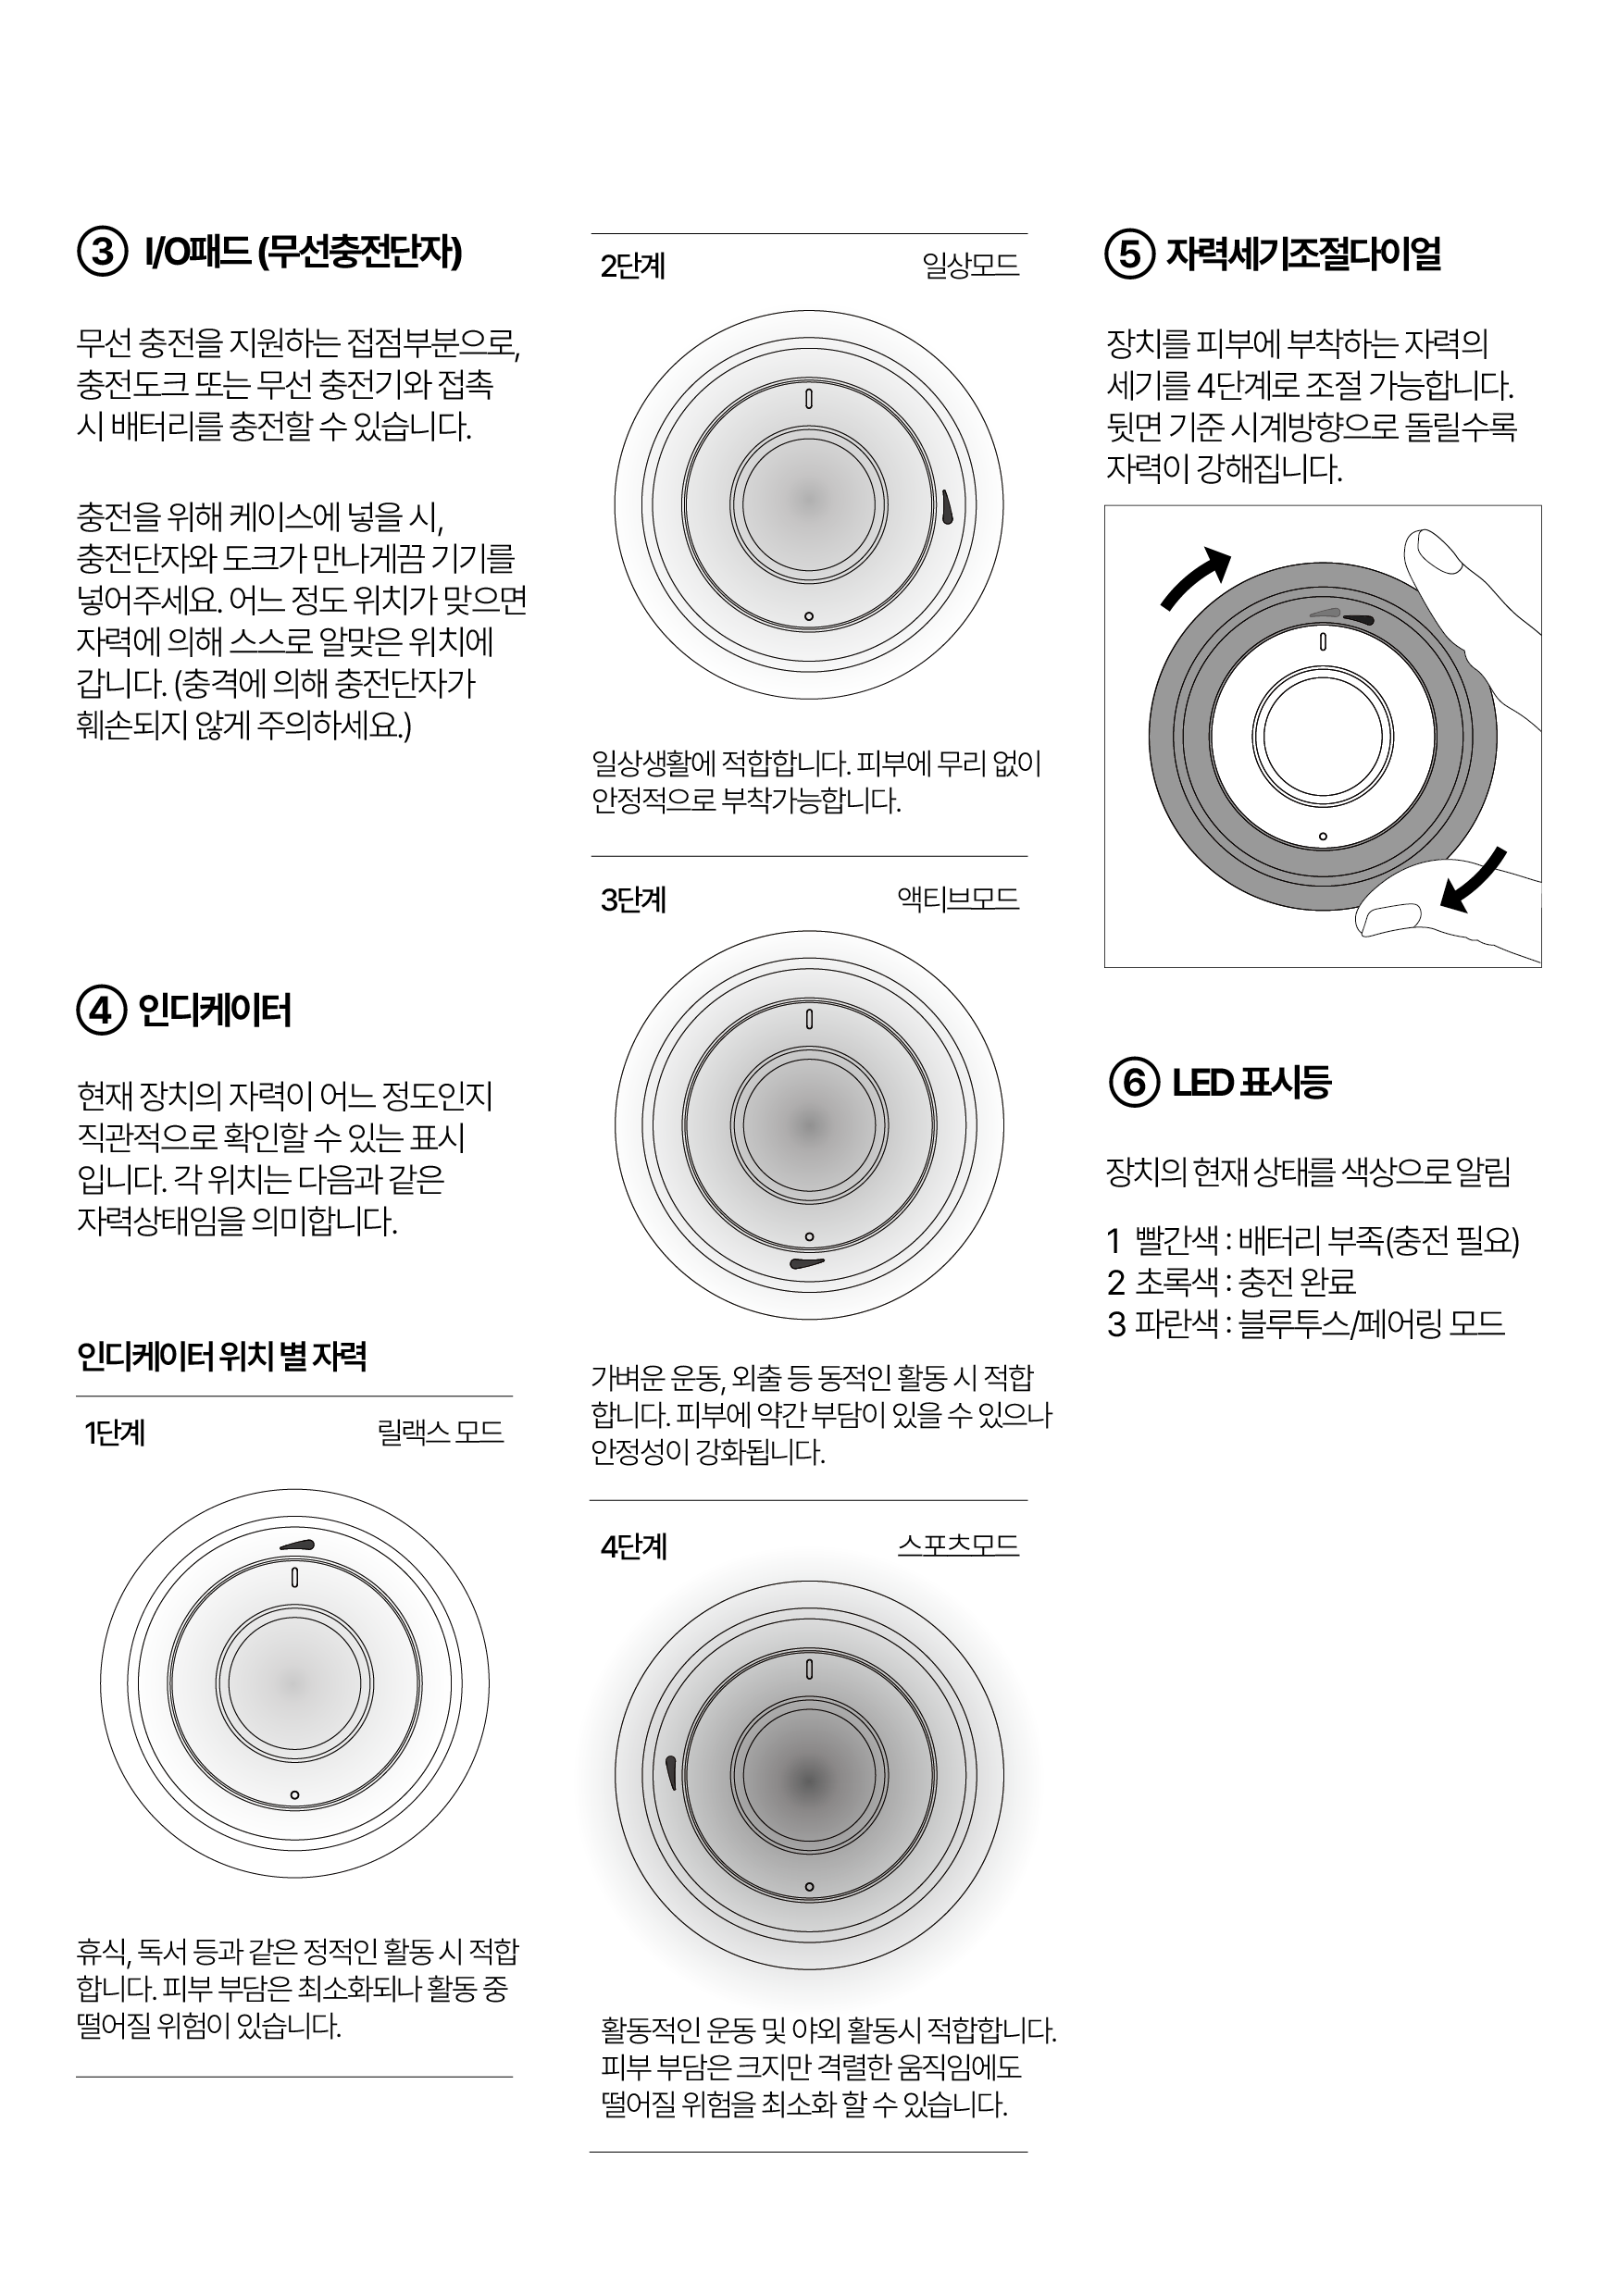 ③ I/O패드 (무선충전단자)
무선 충전을 지원하는 접점부분으로,
충전도크 또는 무선 충전기와 접촉
시 배터리를 충전할 수 있습니다.
충전을 위해 케이스에 넣을 시,
충전단자와 도크가 만나게끔 기기를
넣어주세요. 어느 정도 위치가 맞으면
자력에 의해 스스로 알맞은 위치에
갑니다. (충격에 의해 충전단자가
훼손되지 않게 주의하세요.)
④ 인디케이터
현재 장치의 자력이 어느 정도인지
직관적으로 확인할 수 있는 표시
입니다. 각 위치는 다음과 같은
자력상태임을 의미합니다.
인디케이터 위치 별 자력
1단계 릴랙스 모드
휴식, 독서 등과 같은 정적인 활동 시 적합
합니다. 피부 부담은 최소화되나 활동 중
떨어질 위험이 있습니다.
2단계 일상모드
일상생활에 적합합니다. 피부에 무리 없이
안정적으로 부착가능합니다.
3단계 액티브모드
가벼운 운동, 외출 등 동적인 활동 시 적합
합니다. 피부에 약간 부담이 있을 수 있으나
안정성이 강화됩니다.
4단계 스포츠모드
활동적인 운동 및 야외 활동시 적합합니다.
피부 부담은 크지만 격렬한 움직임에도
떨어질 위험을 최소화 할 수 있습니다.
⑤ 자력세기조절다이얼
장치를 피부에 부착하는 자력의
세기를 4단계로 조절 가능합니다.
뒷면 기준 시계방향으로 돌릴수록
자력이 강해집니다.
⑥ LED 표시등
장치의 현재 상태를 색상으로 알림
1 빨간색 : 배터리 부족(충전 필요)
2 초록색 : 충전 완료
3 파란색 : 블루투스/페어링 모드